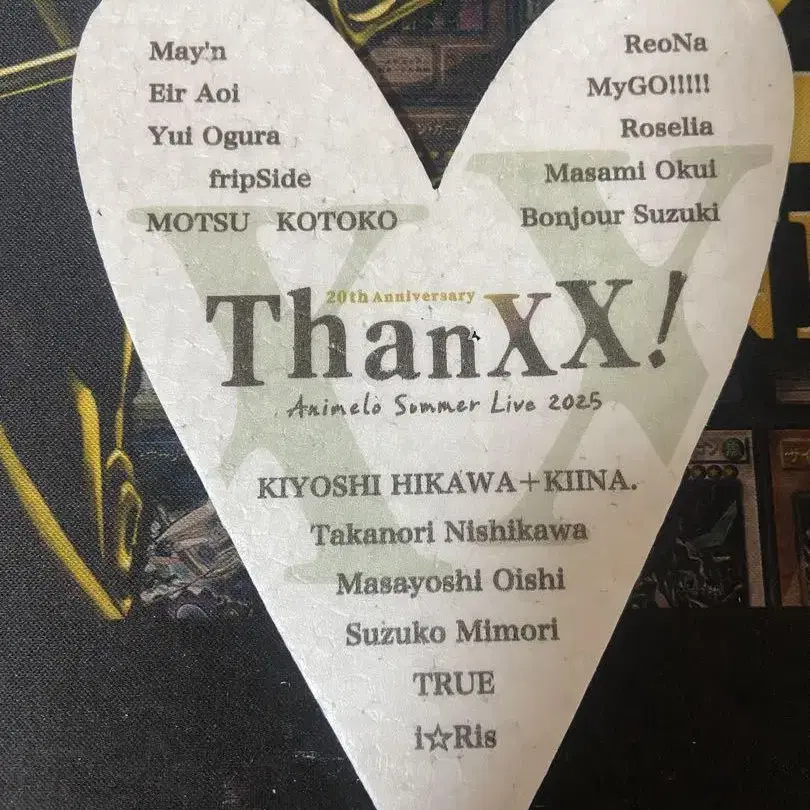 May'n
Eir Aoi
Yui Ogura
fripSide
MOTSU KOTOKO
ReoNa
MyGO!!!!!
Roselia
Masami Okui
Bonjour Suzuki
20th Anniversary
ThanXX!
Animelo Summer Live 2025
KIYOSHI HIKAWA+KIINA.
Takanori Nishikawa
Masayoshi Oishi
Suzuko Mimori
TRUE
i☆Ris